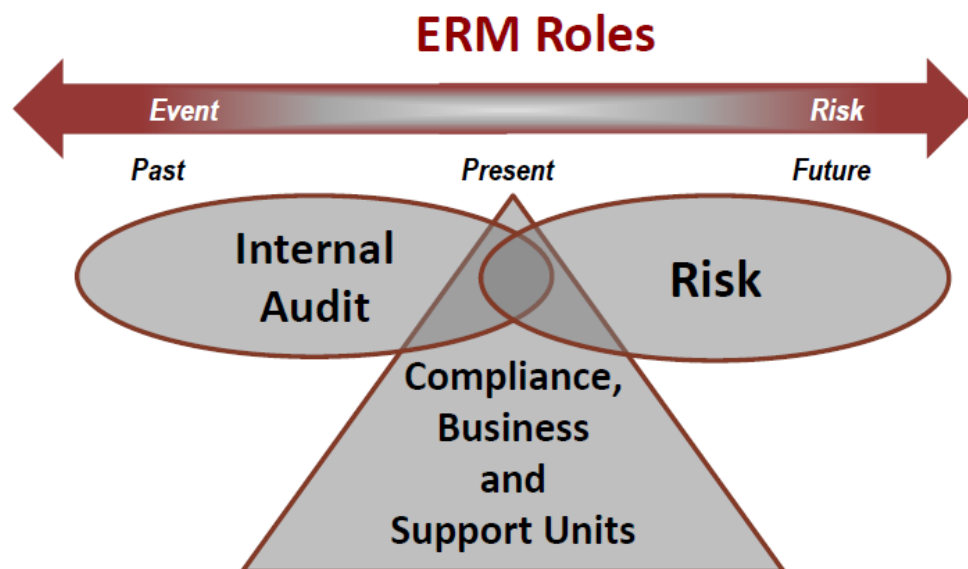 ERM Roles
Event Risk
Past Present Future
Internal
Audit
Risk
Compliance,
Business
and
Support Units